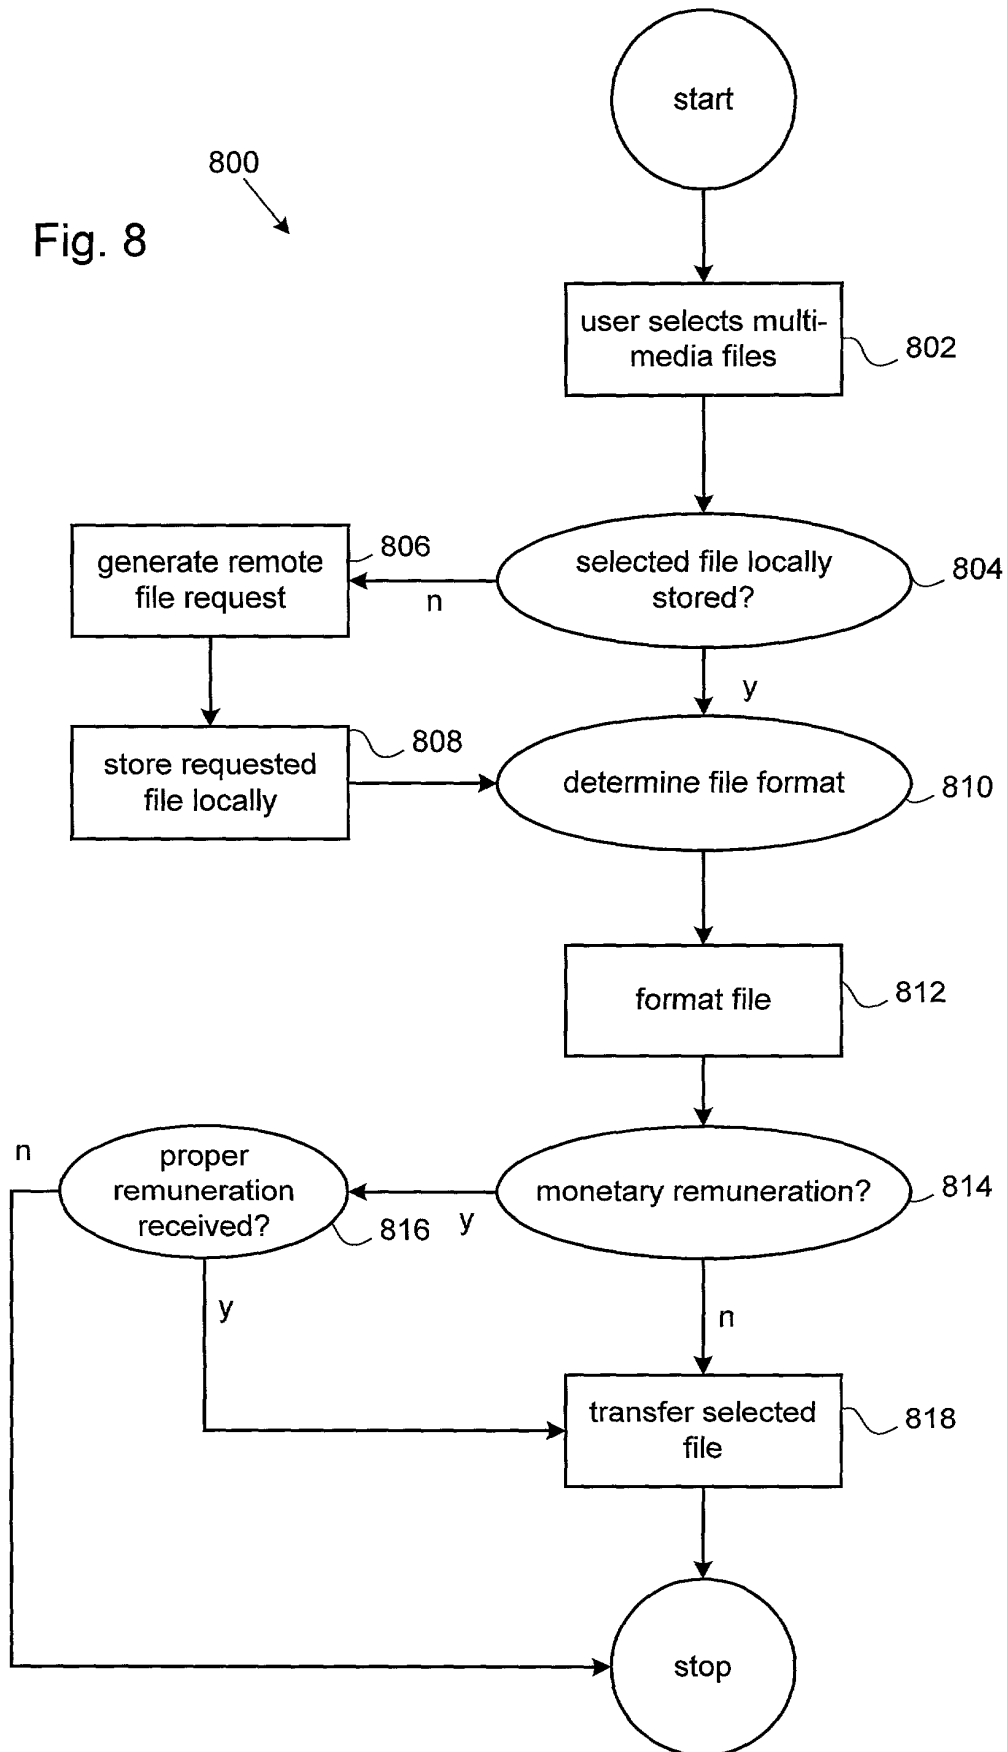 start
800
Fig. 8
user selects multi-
media files
802
selected file locally
stored?
804
generate remote
file request
806
n
y
store requested
file locally
808
determine file format
810
format file
812
monetary remuneration?
814
y
proper
remuneration
received?
816
n
y
n
transfer selected
file
818
stop